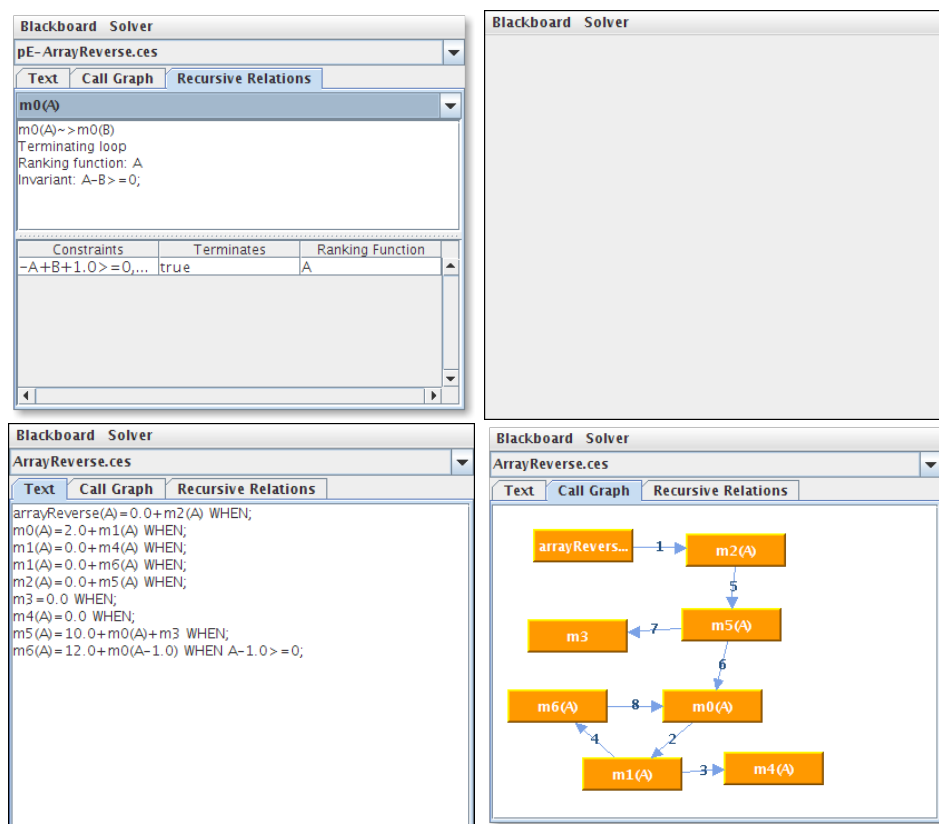 Blackboard Solver
pE-ArrayReverse.ces
Text Call Graph Recursive Relations
m0(A)
m0(A)~>m0(B)
Terminating loop
Ranking function: A
Invariant: A-B>=0;
Constraints Terminates Ranking Function
-A+B+1.0>=0,... true A
Blackboard Solver
Blackboard Solver
ArrayReverse.ces
Text Call Graph Recursive Relations
arrayReverse(A)=0.0+m2(A) WHEN;
m0(A)=2.0+m1(A) WHEN;
m1(A)=0.0+m4(A) WHEN;
m1(A)=0.0+m6(A) WHEN;
m2(A)=0.0+m5(A) WHEN;
m3=0.0 WHEN;
m4(A)=0.0 WHEN;
m5(A)=10.0+m0(A)+m3 WHEN;
m6(A)=12.0+m0(A-1.0) WHEN A-1.0>=0;
Blackboard Solver
ArrayReverse.ces
Text Call Graph Recursive Relations
arrayRevers... 1 m2(A)
5
m3 7 m5(A)
6
m6(A) 8 m0(A)
4 2
m1(A) 3 m4(A)